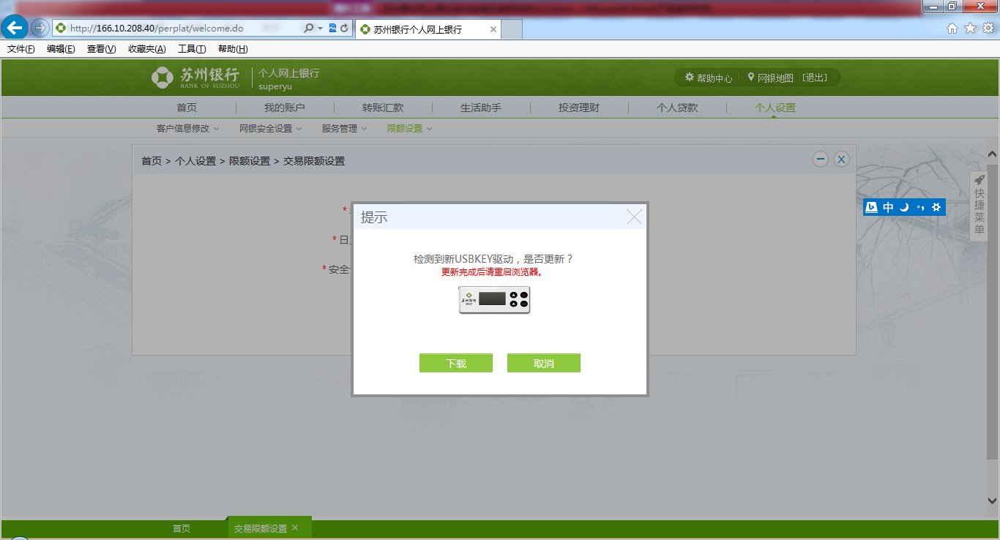 http://166.10.208.40/perplat/welcome.do
苏州银行个人网上银行
文件(F) 编辑(E) 查看(V) 收藏夹(A) 工具(T) 帮助(H)
苏州银行
BANK OF SUZHOU
个人网上银行
superyu
帮助中心 网银地图 [退出]
首页 我的账户 转账汇款 生活助手 投资理财 个人贷款 个人设置
客户信息修改 网银安全设置 服务管理 限额设置
首页 > 个人设置 > 限额设置 > 交易限额设置
*
*日
*安全
提示
检测到新USBKEY驱动，是否更新？
更新完成后请重启浏览器。
下载 取消
中
快捷菜单
首页 交易限额设置